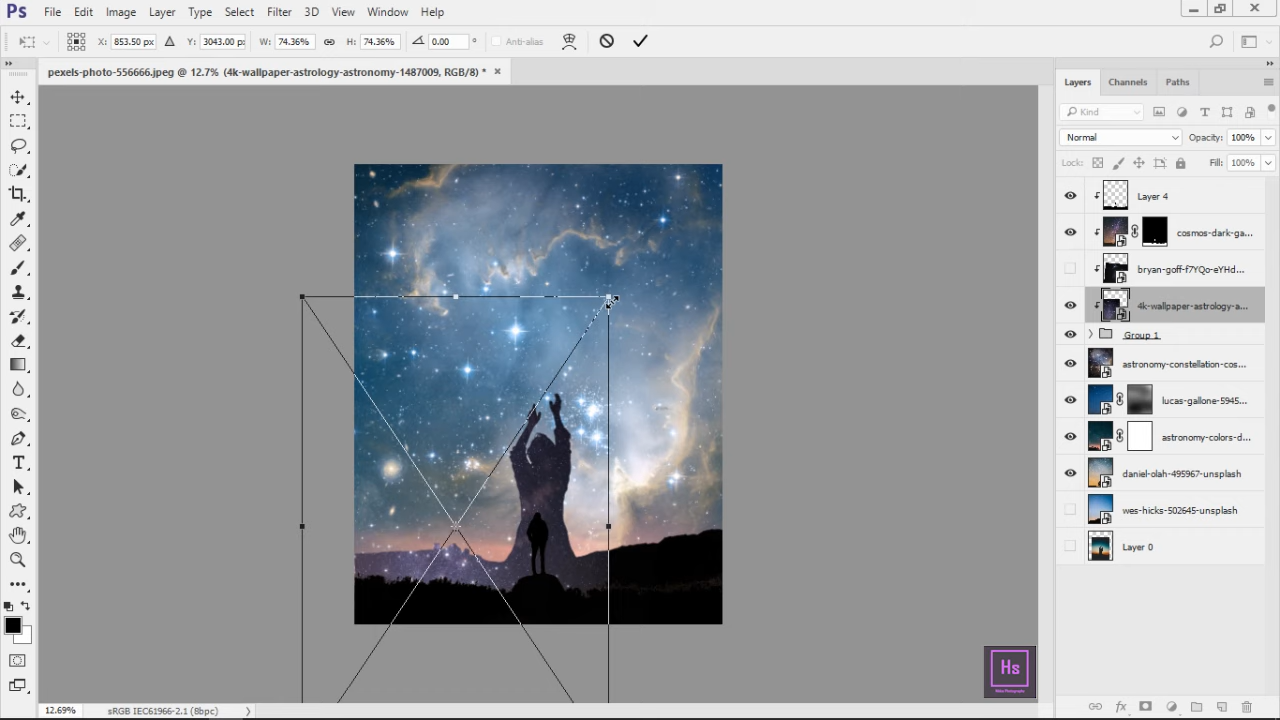 Ps File Edit Image Layer Type Select Filter 3D View Window Help
X: 853.50 px Y: 3043.00 px W: 74.36% H: 74.36% 0.00 ° Anti-alias
pexels-photo-556666.jpeg @ 12.7% (4k-wallpaper-astrology-astronomy-1487009, RGB/8) *
Layers Channels Paths
Kind
Normal Opacity: 100%
Lock: Fill: 100%
Layer 4
cosmos-dark-ga...
bryan-goff-f7YQo-eYHd...
4k-wallpaper-astrology-a...
Group 1
astronomy-constellation-cos...
lucas-gallone-5945...
astronomy-colors-d...
daniel-olah-495967-unsplash
wes-hicks-502645-unsplash
Layer 0
Hs
12.69% sRGB IEC61966-2.1 (8bpc)